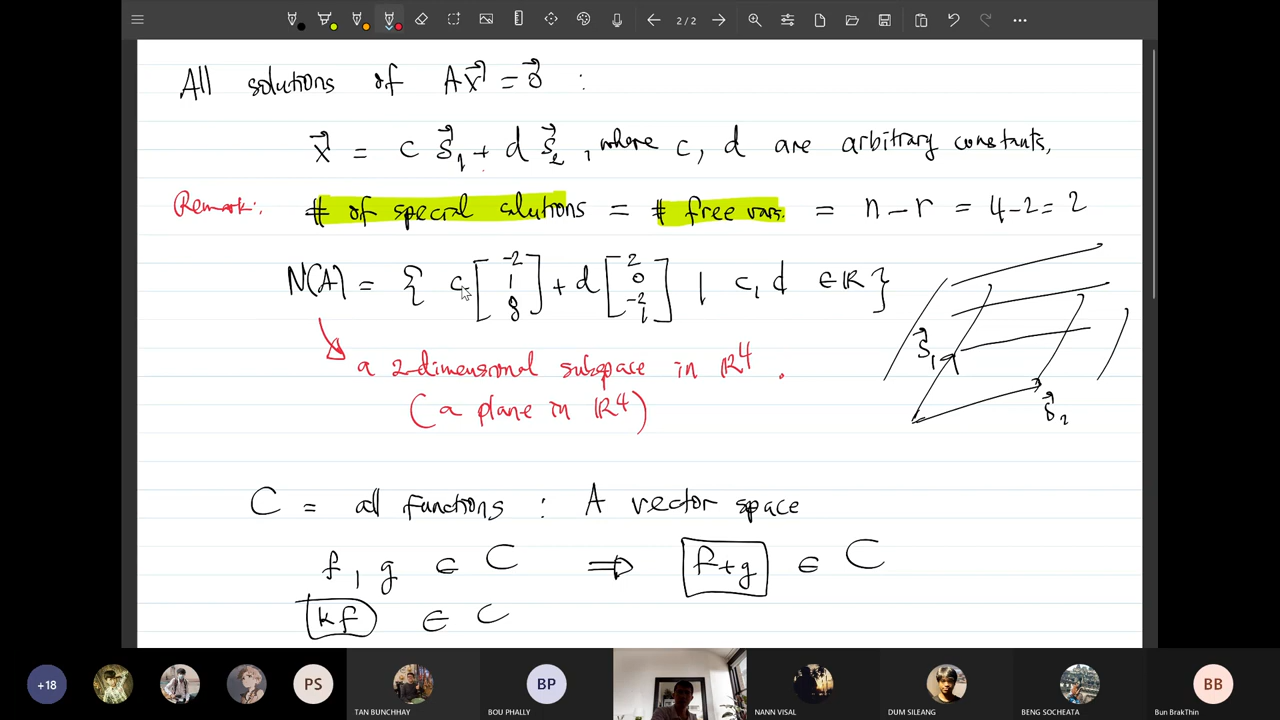 2 / 2
All solutions of Ax⃗ = 0⃗ :
x⃗ = c s⃗₁ + d s⃗₂ , where c, d are arbitrary constants,
Remark: # of special solutions = # free vars. = n - r = 4-2 = 2
N(A) = { c [-2 1 0 0] + d [2 0 -2 1] | c, d ∈ ℝ }
s⃗₁
s⃗₂
a 2-dimensional subspace in ℝ⁴ .
(a plane in ℝ⁴)
C = all functions : A vector space
f, g ∈ C ⟹ f+g ∈ C
kf ∈ C
+18
PS
TAN BUNCHHAY
BP
BOU PHALLY
NANN VISAL
DUM SILEANG
BENG SOCHEATA
BB
Bun BrakThin